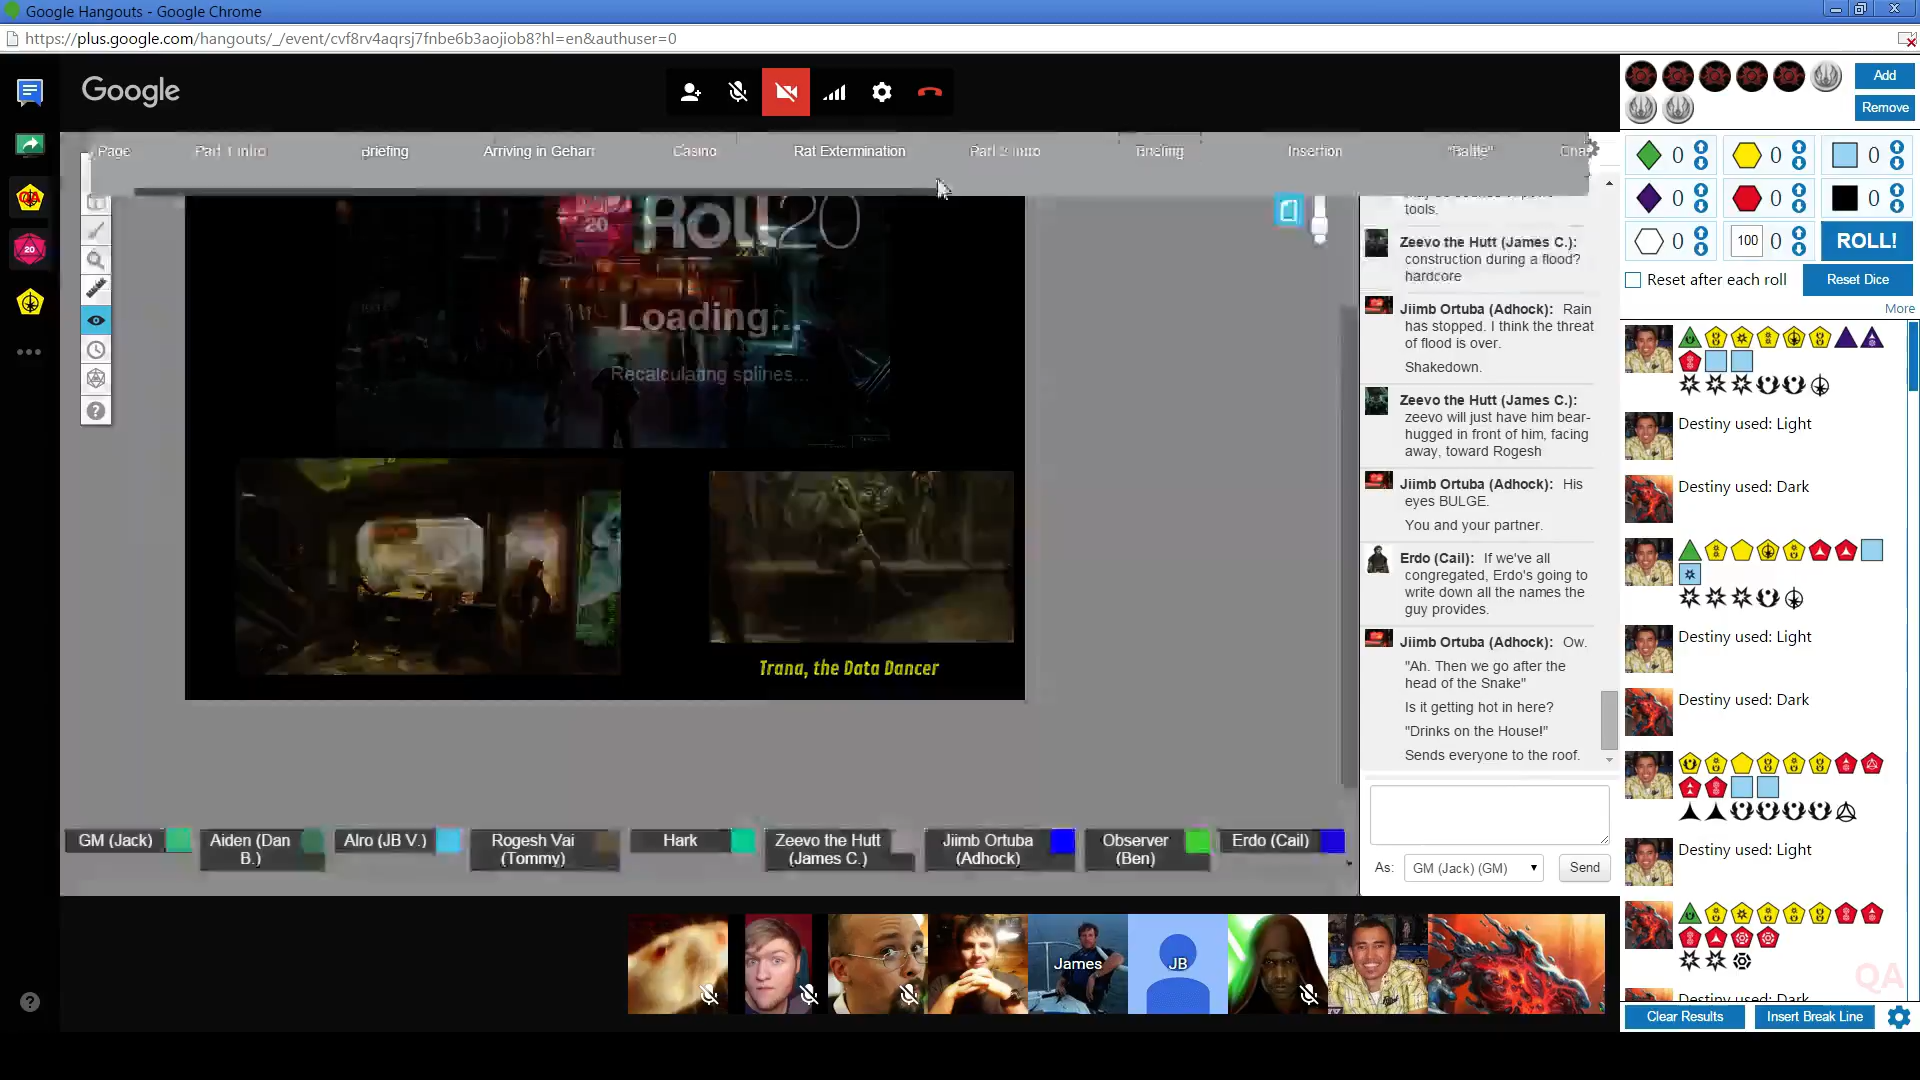 Google Hangouts - Google Chrome
https://plus.google.com/hangouts/_/event/cvf8rv4aqrsj7fnbe6b3aojiob8?hl=en&authuser=0
Google
Page
Part 1 Intro
Briefing
Arriving in Gehart
Casino
Rat Extermination
Part 2 Intro
Briefing
Insertion
"Battle"
Roll20
20
Loading...
Recalculating splines...
Trana, the Data Dancer
tools.
Zeevo the Hutt (James C.):
construction during a flood?
hardcore
Jiimb Ortuba (Adhock): Rain
has stopped. I think the threat
of flood is over.
Shakedown.
Zeevo the Hutt (James C.):
zeevo will just have him bear-
hugged in front of him, facing
away, toward Rogesh
Jiimb Ortuba (Adhock): His
eyes BULGE.
You and your partner.
Erdo (Cail): If we've all
congregated, Erdo's going to
write down all the names the
guy provides.
Jiimb Ortuba (Adhock): Ow.
"Ah. Then we go after the
head of the Snake"
Is it getting hot in here?
"Drinks on the House!"
Sends everyone to the roof.
As:
GM (Jack) (GM)
Send
GM (Jack)
Aiden (Dan
B.)
Alro (JB V.)
Rogesh Vai
(Tommy)
Hark
Zeevo the Hutt
(James C.)
Jiimb Ortuba
(Adhock)
Observer
(Ben)
Erdo (Cail)
James
JB
Add
Remove
0
0
0
0
0
0
0
100
0
ROLL!
Reset after each roll
Reset Dice
More
Destiny used: Light
Destiny used: Dark
Destiny used: Light
Destiny used: Dark
Destiny used: Light
Destiny used: Dark
QA
Clear Results
Insert Break Line